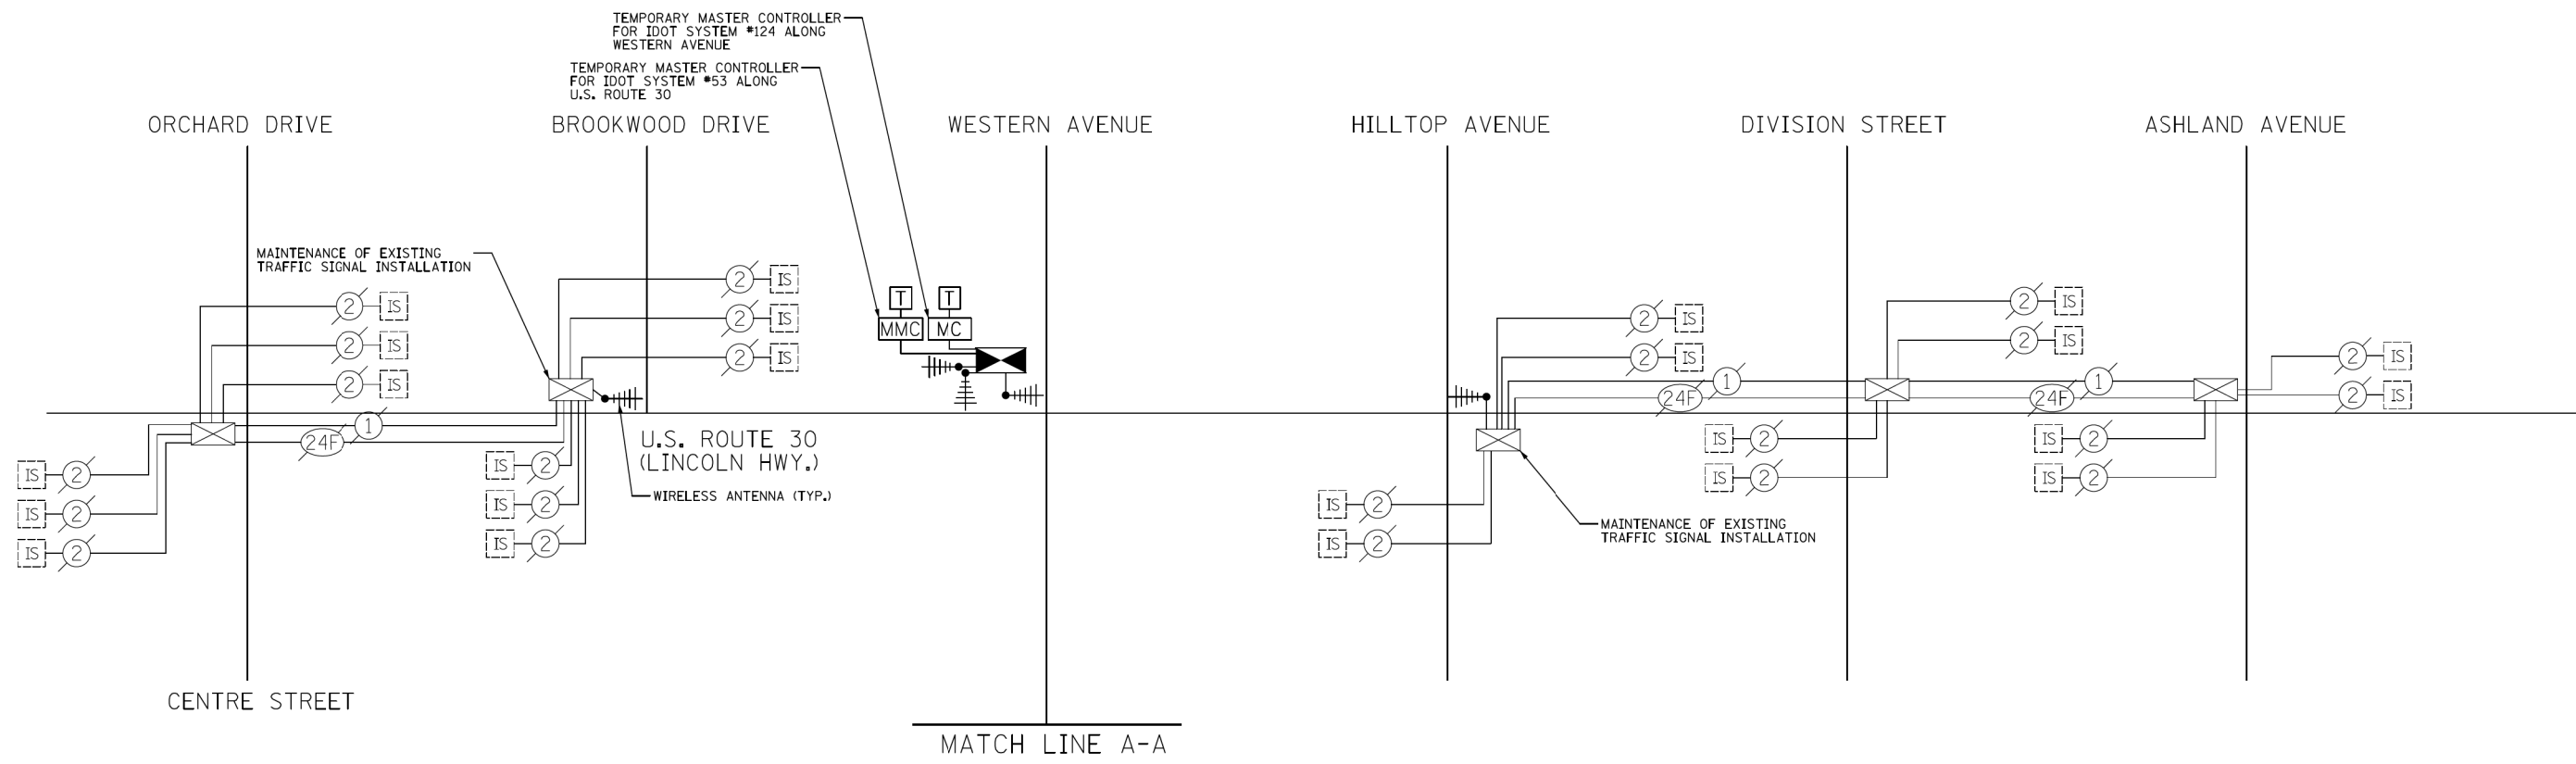 TEMPORARY MASTER CONTROLLER
FOR IDOT SYSTEM #124 ALONG
WESTERN AVENUE
TEMPORARY MASTER CONTROLLER
FOR IDOT SYSTEM #53 ALONG
U.S. ROUTE 30
ORCHARD DRIVE
BROOKWOOD DRIVE
WESTERN AVENUE
HILLTOP AVENUE
DIVISION STREET
ASHLAND AVENUE
MAINTENANCE OF EXISTING
TRAFFIC SIGNAL INSTALLATION
2 IS
2 IS
2 IS
1
24F
IS 2
IS 2
IS 2
2 IS
2 IS
2 IS
IS 2
IS 2
IS 2
U.S. ROUTE 30
(LINCOLN HWY.)
WIRELESS ANTENNA (TYP.)
T T
MMC MC
2 IS
2 IS
1
24F
IS 2
IS 2
MAINTENANCE OF EXISTING
TRAFFIC SIGNAL INSTALLATION
2 IS
2 IS
1
24F
IS 2
IS 2
2 IS
2 IS
IS 2
IS 2
CENTRE STREET
MATCH LINE A-A